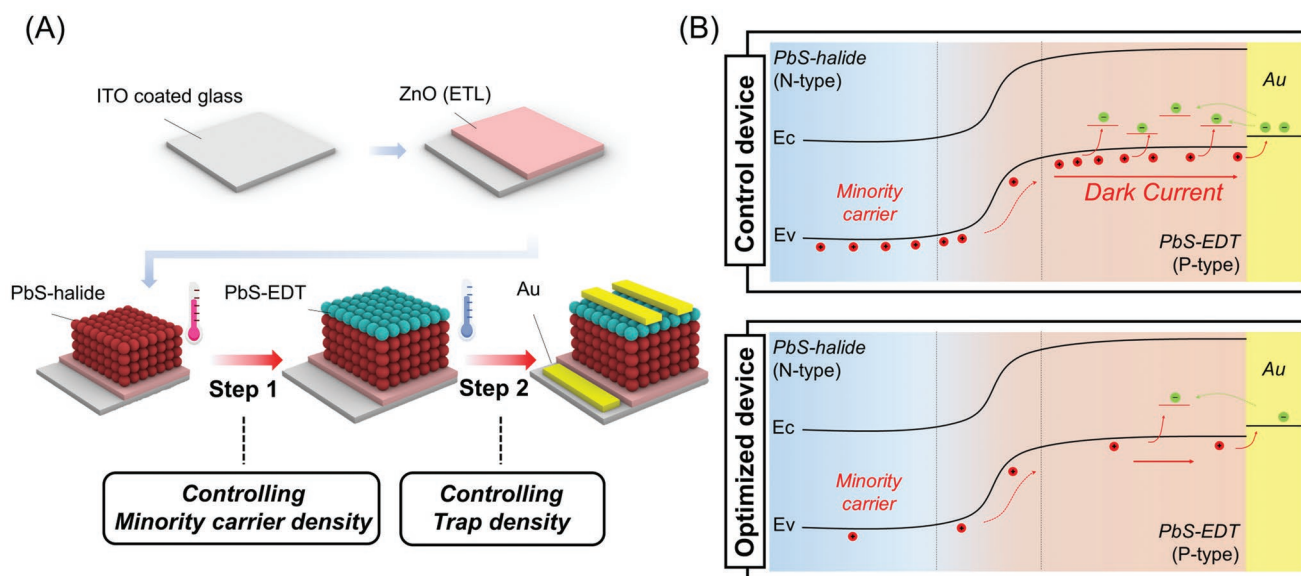 (A)
ITO coated glass
ZnO (ETL)
PbS-halide
PbS-EDT
Au
Step 1
Step 2
Controlling
Minority carrier density
Controlling
Trap density
(B)
Control device
PbS-halide
(N-type)
Au
Ec
Minority
carrier
Dark Current
Ev
PbS-EDT
(P-type)
Optimized device
PbS-halide
(N-type)
Au
Ec
Minority
carrier
Ev
PbS-EDT
(P-type)